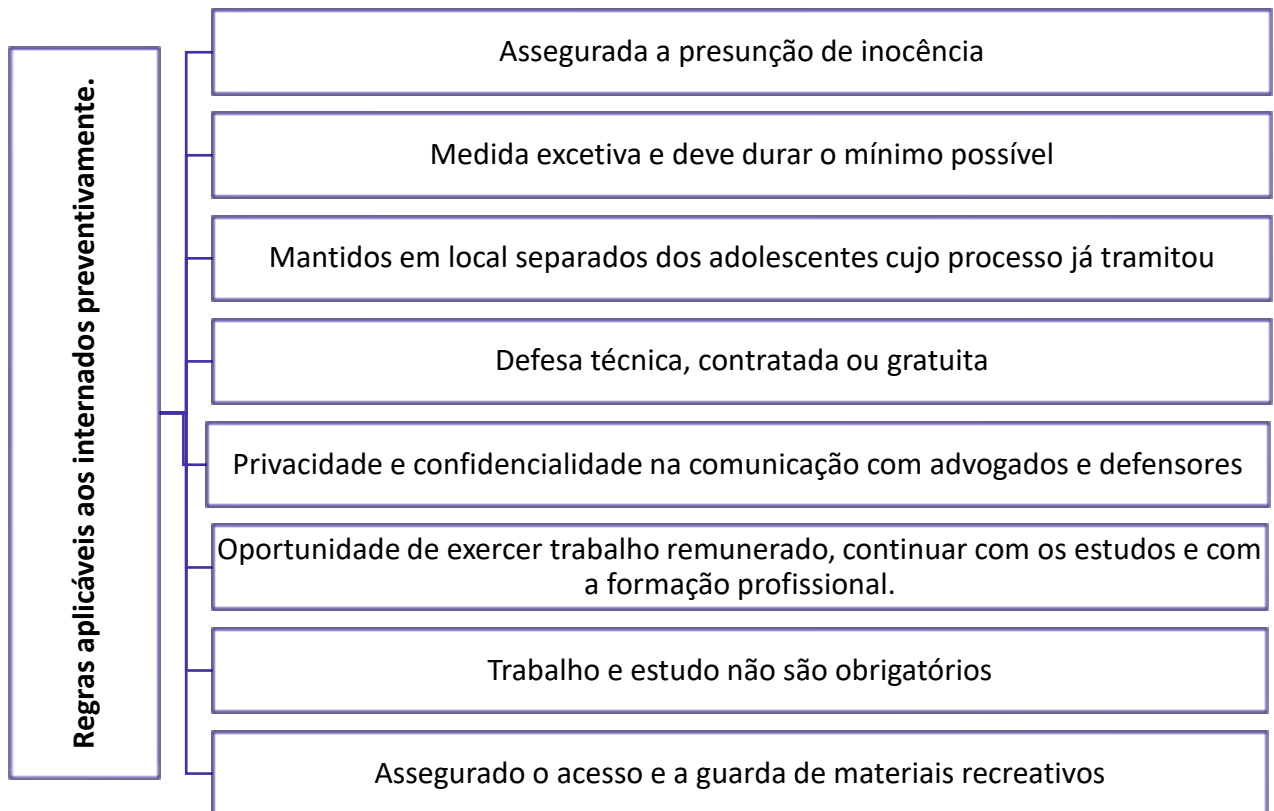 Regras aplicáveis aos internados preventivamente.
Assegurada a presunção de inocência
Medida excetiva e deve durar o mínimo possível
Mantidos em local separados dos adolescentes cujo processo já tramitou
Defesa técnica, contratada ou gratuita
Privacidade e confidencialidade na comunicação com advogados e defensores
Oportunidade de exercer trabalho remunerado, continuar com os estudos e com
a formação profissional.
Trabalho e estudo não são obrigatórios
Assegurado o acesso e a guarda de materiais recreativos